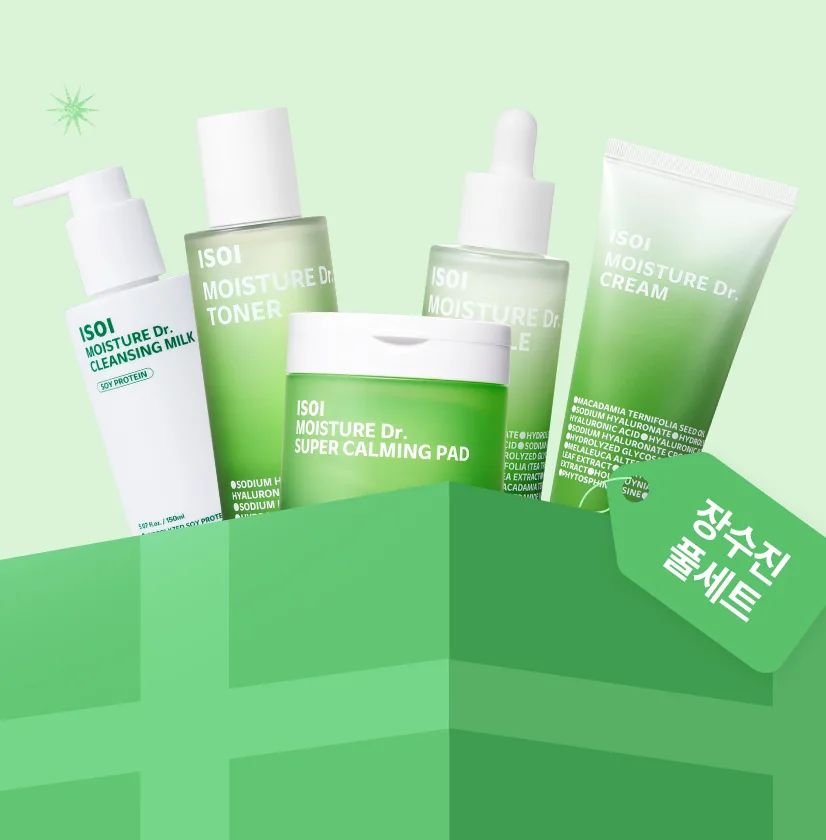 ISOI
MOISTURE Dr.
CLEANSING MILK
SOY PROTEIN
ISOI
MOISTURE Dr.
TONER
ISOI
MOISTURE Dr.
SUPER CALMING PAD
ISOI
MOISTURE Dr.
ISOI
MOISTURE Dr.
CREAM
●MACADAMIA TERNIFOLIA SEED OIL
●SODIUM HYALURONATE●
HYALURONIC ACID●
●SODIUM HYALURONATE
●HYDROLYZED
●MELALEUCA
LEAF EXTRACT●
EXTRACT●
장수진
풀세트